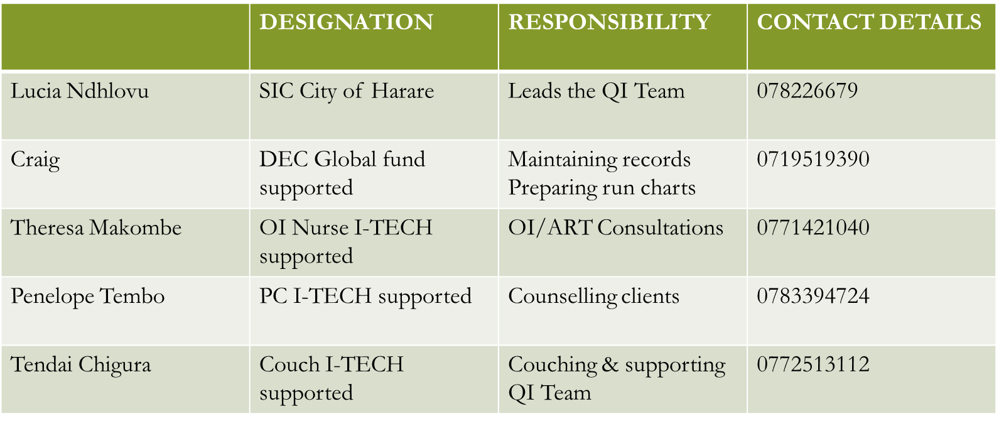 DESIGNATION RESPONSIBILITY CONTACT DETAILS
Lucia Ndhlovu SIC City of Harare Leads the QI Team 078226679
Craig DEC Global fund Maintaining records 0719519390
supported Preparing run charts
Theresa Makombe OI Nurse I-TECH OI/ART Consultations 0771421040
supported
Penelope Tembo PC I-TECH supported Counselling clients 0783394724
Tendai Chigura Couch I-TECH Couching & supporting 0772513112
supported QI Team